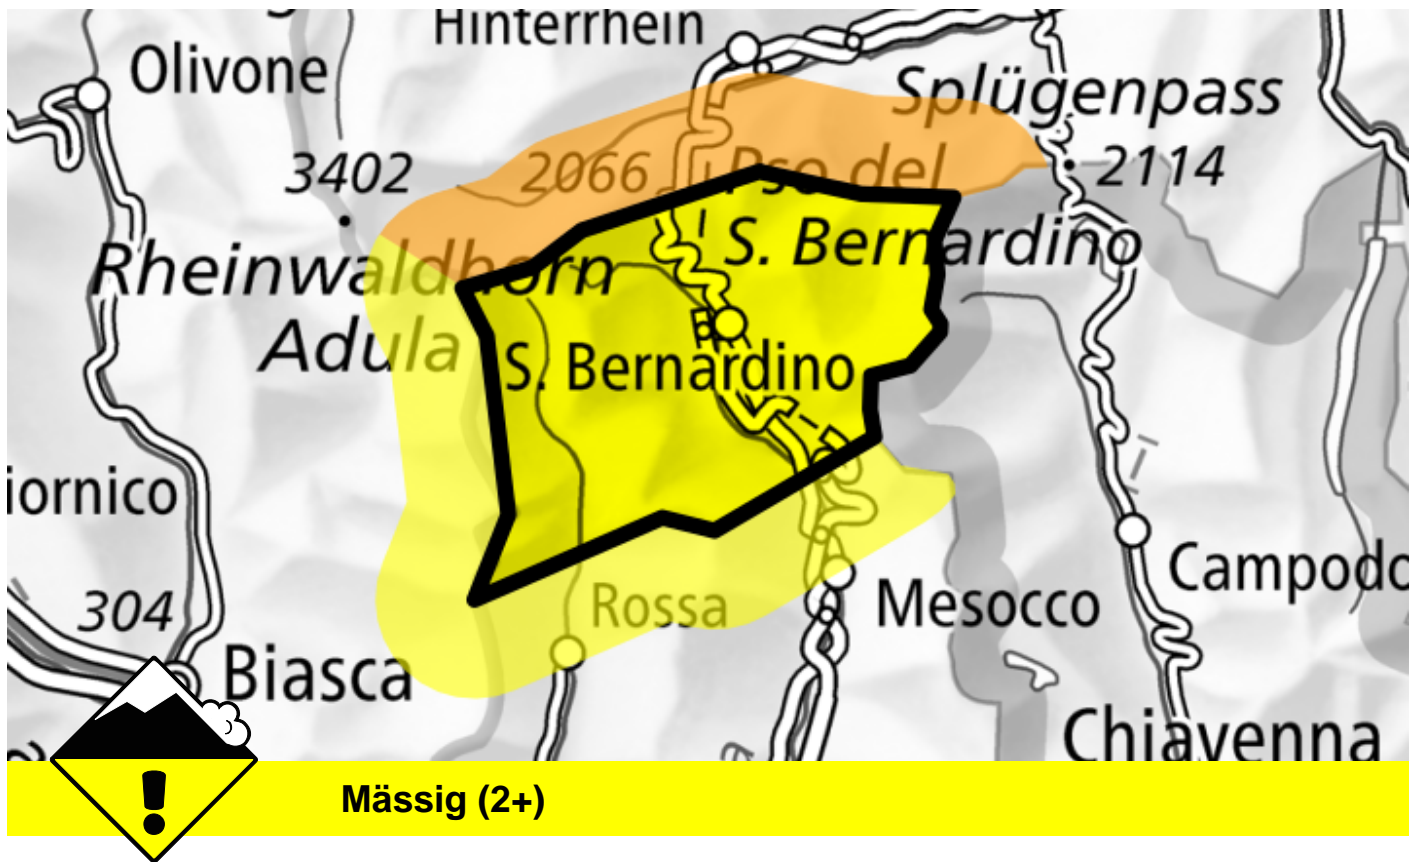 Hinterrhein
Olivone
Splügenpass
3402
2066
Pso del
2114
S. Bernardino
Rheinwaldhorn
Adula
S. Bernardino
iornico
Campodo
304
Rossa
Mesocco
Biasca
Chiavenna
!
Mässig (2+)